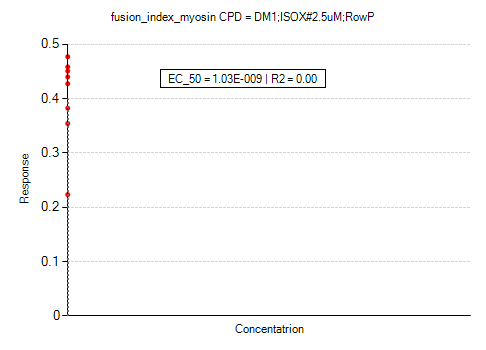 fusion_index_myosin CPD = DM1;ISOX#2.5uM;RowP
0.5
EC_50 = 1.03E-009 | R2 = 0.00
0.4
0.3
Response
0.2
0.1
0
Concentatrion